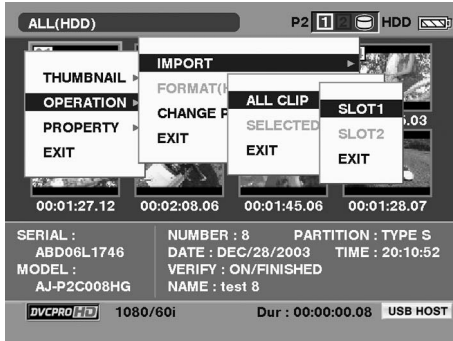 ALL(HDD)
P2 1 2 HDD
THUMBNAIL
OPERATION
PROPERTY
EXIT
IMPORT
FORMAT(
CHANGE P
EXIT
ALL CLIP
SELECTED
EXIT
SLOT1
SLOT2
EXIT
.03
00:01:27.12 00:02:08.06 00:01:45.06 00:01:28.07
SERIAL :
ABD06L1746
MODEL :
AJ-P2C008HG
NUMBER : 8 PARTITION : TYPE S
DATE : DEC/28/2003 TIME : 20:10:52
VERIFY : ON/FINISHED
NAME : test 8
DVCPRO HD 1080/60i Dur : 00:00:00.08 USB HOST